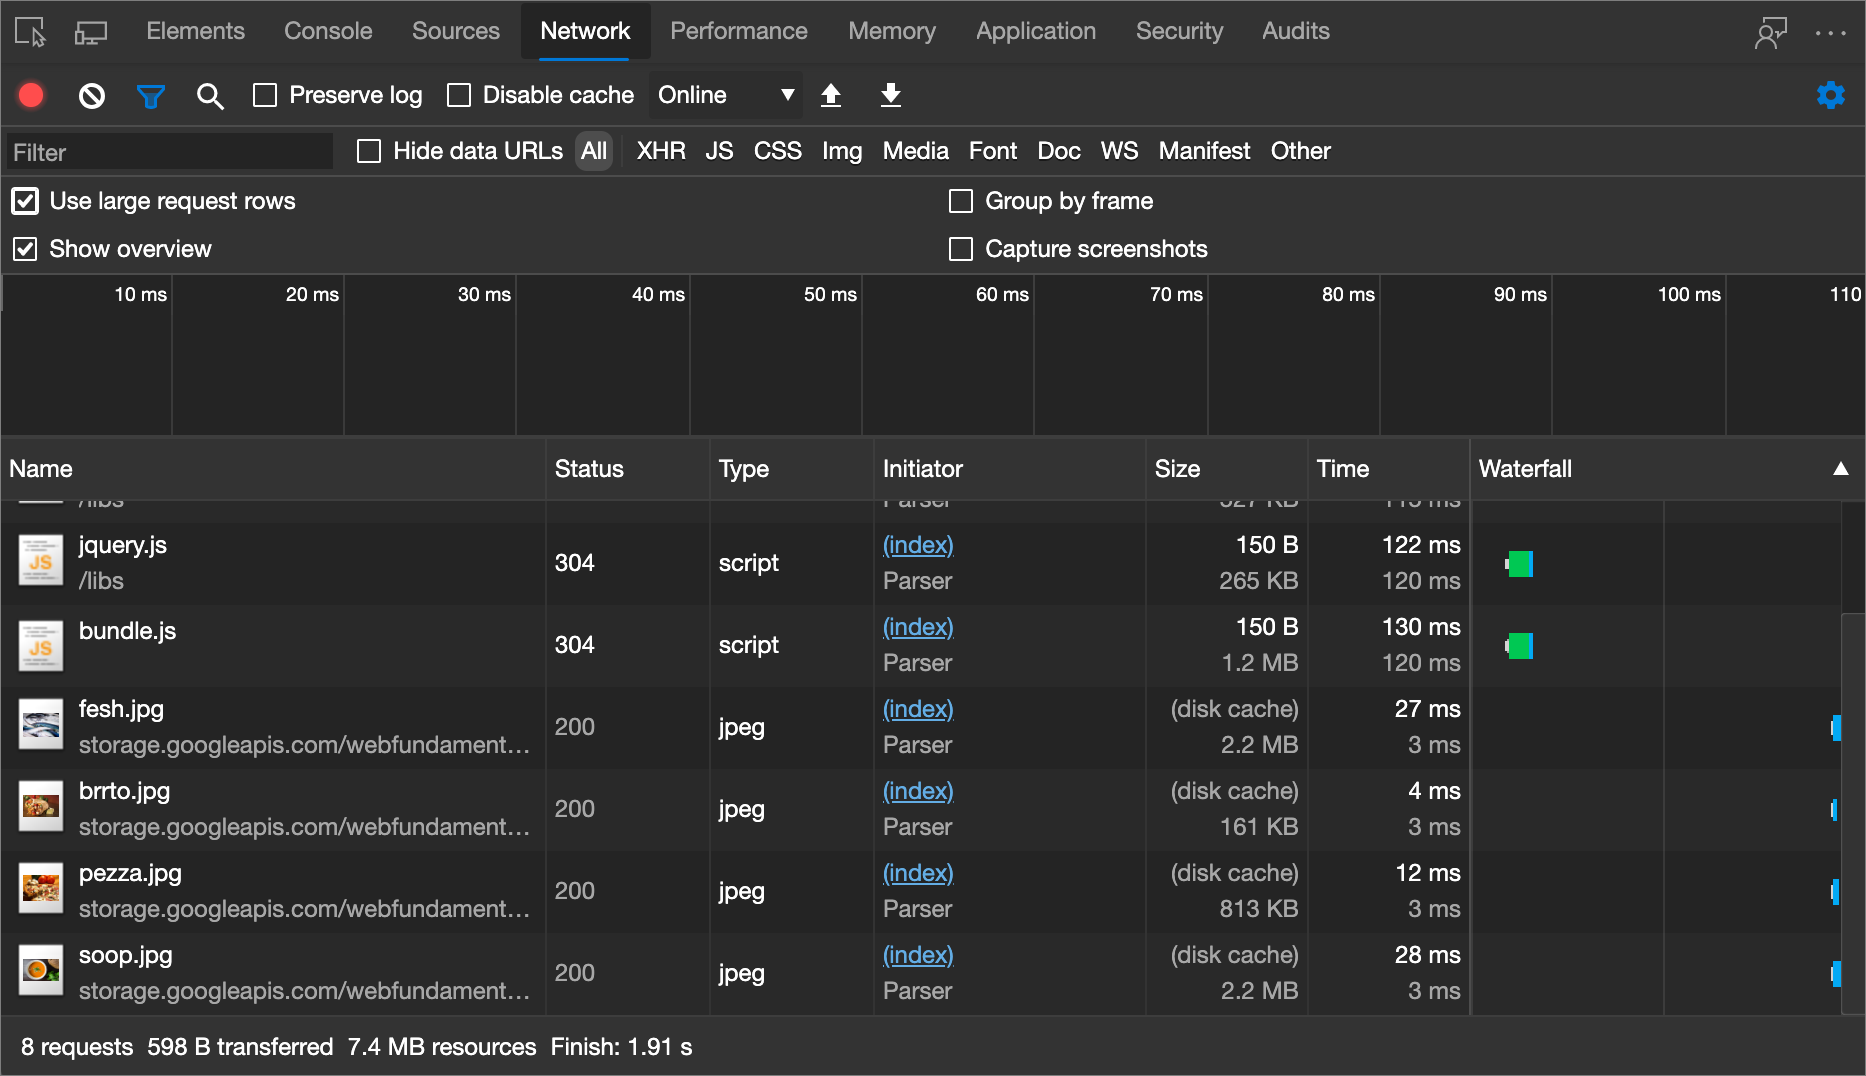 Elements Console Sources Network Performance Memory Application Security Audits
Preserve log Disable cache Online
Filter Hide data URLs All XHR JS CSS Img Media Font Doc WS Manifest Other
Use large request rows Group by frame
Show overview Capture screenshots
10 ms 20 ms 30 ms 40 ms 50 ms 60 ms 70 ms 80 ms 90 ms 100 ms 110
Name Status Type Initiator Size Time Waterfall
/libs Parser 327 KB 115 ms
JS jquery.js 304 script (index) 150 B 122 ms
/libs Parser 265 KB 120 ms
JS bundle.js 304 script (index) 150 B 130 ms
Parser 1.2 MB 120 ms
fesh.jpg 200 jpeg (index) (disk cache) 27 ms
storage.googleapis.com/webfundament… Parser 2.2 MB 3 ms
brrto.jpg 200 jpeg (index) (disk cache) 4 ms
storage.googleapis.com/webfundament… Parser 161 KB 3 ms
pezza.jpg 200 jpeg (index) (disk cache) 12 ms
storage.googleapis.com/webfundament… Parser 813 KB 3 ms
soop.jpg 200 jpeg (index) (disk cache) 28 ms
storage.googleapis.com/webfundament… Parser 2.2 MB 3 ms
8 requests 598 B transferred 7.4 MB resources Finish: 1.91 s